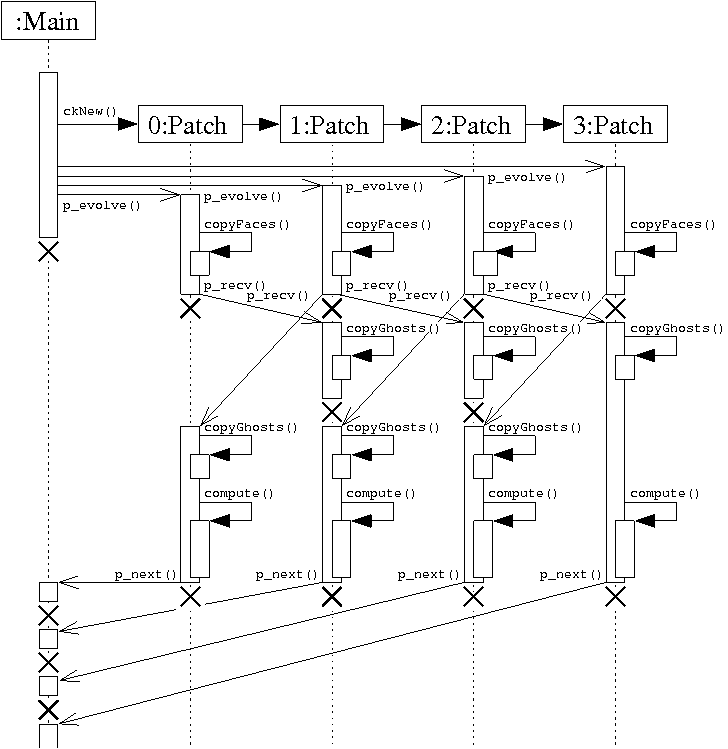 :Main
ckNew()
0:Patch 1:Patch 2:Patch 3:Patch
p_evolve() p_evolve() p_evolve() p_evolve()
copyFaces() copyFaces() copyFaces() copyFaces()
p_recv() p_recv() p_recv()
p_recv() p_recv() p_recv()
copyGhosts() copyGhosts() copyGhosts()
copyGhosts() copyGhosts() copyGhosts()
compute() compute() compute() compute()
p_next() p_next() p_next() p_next()